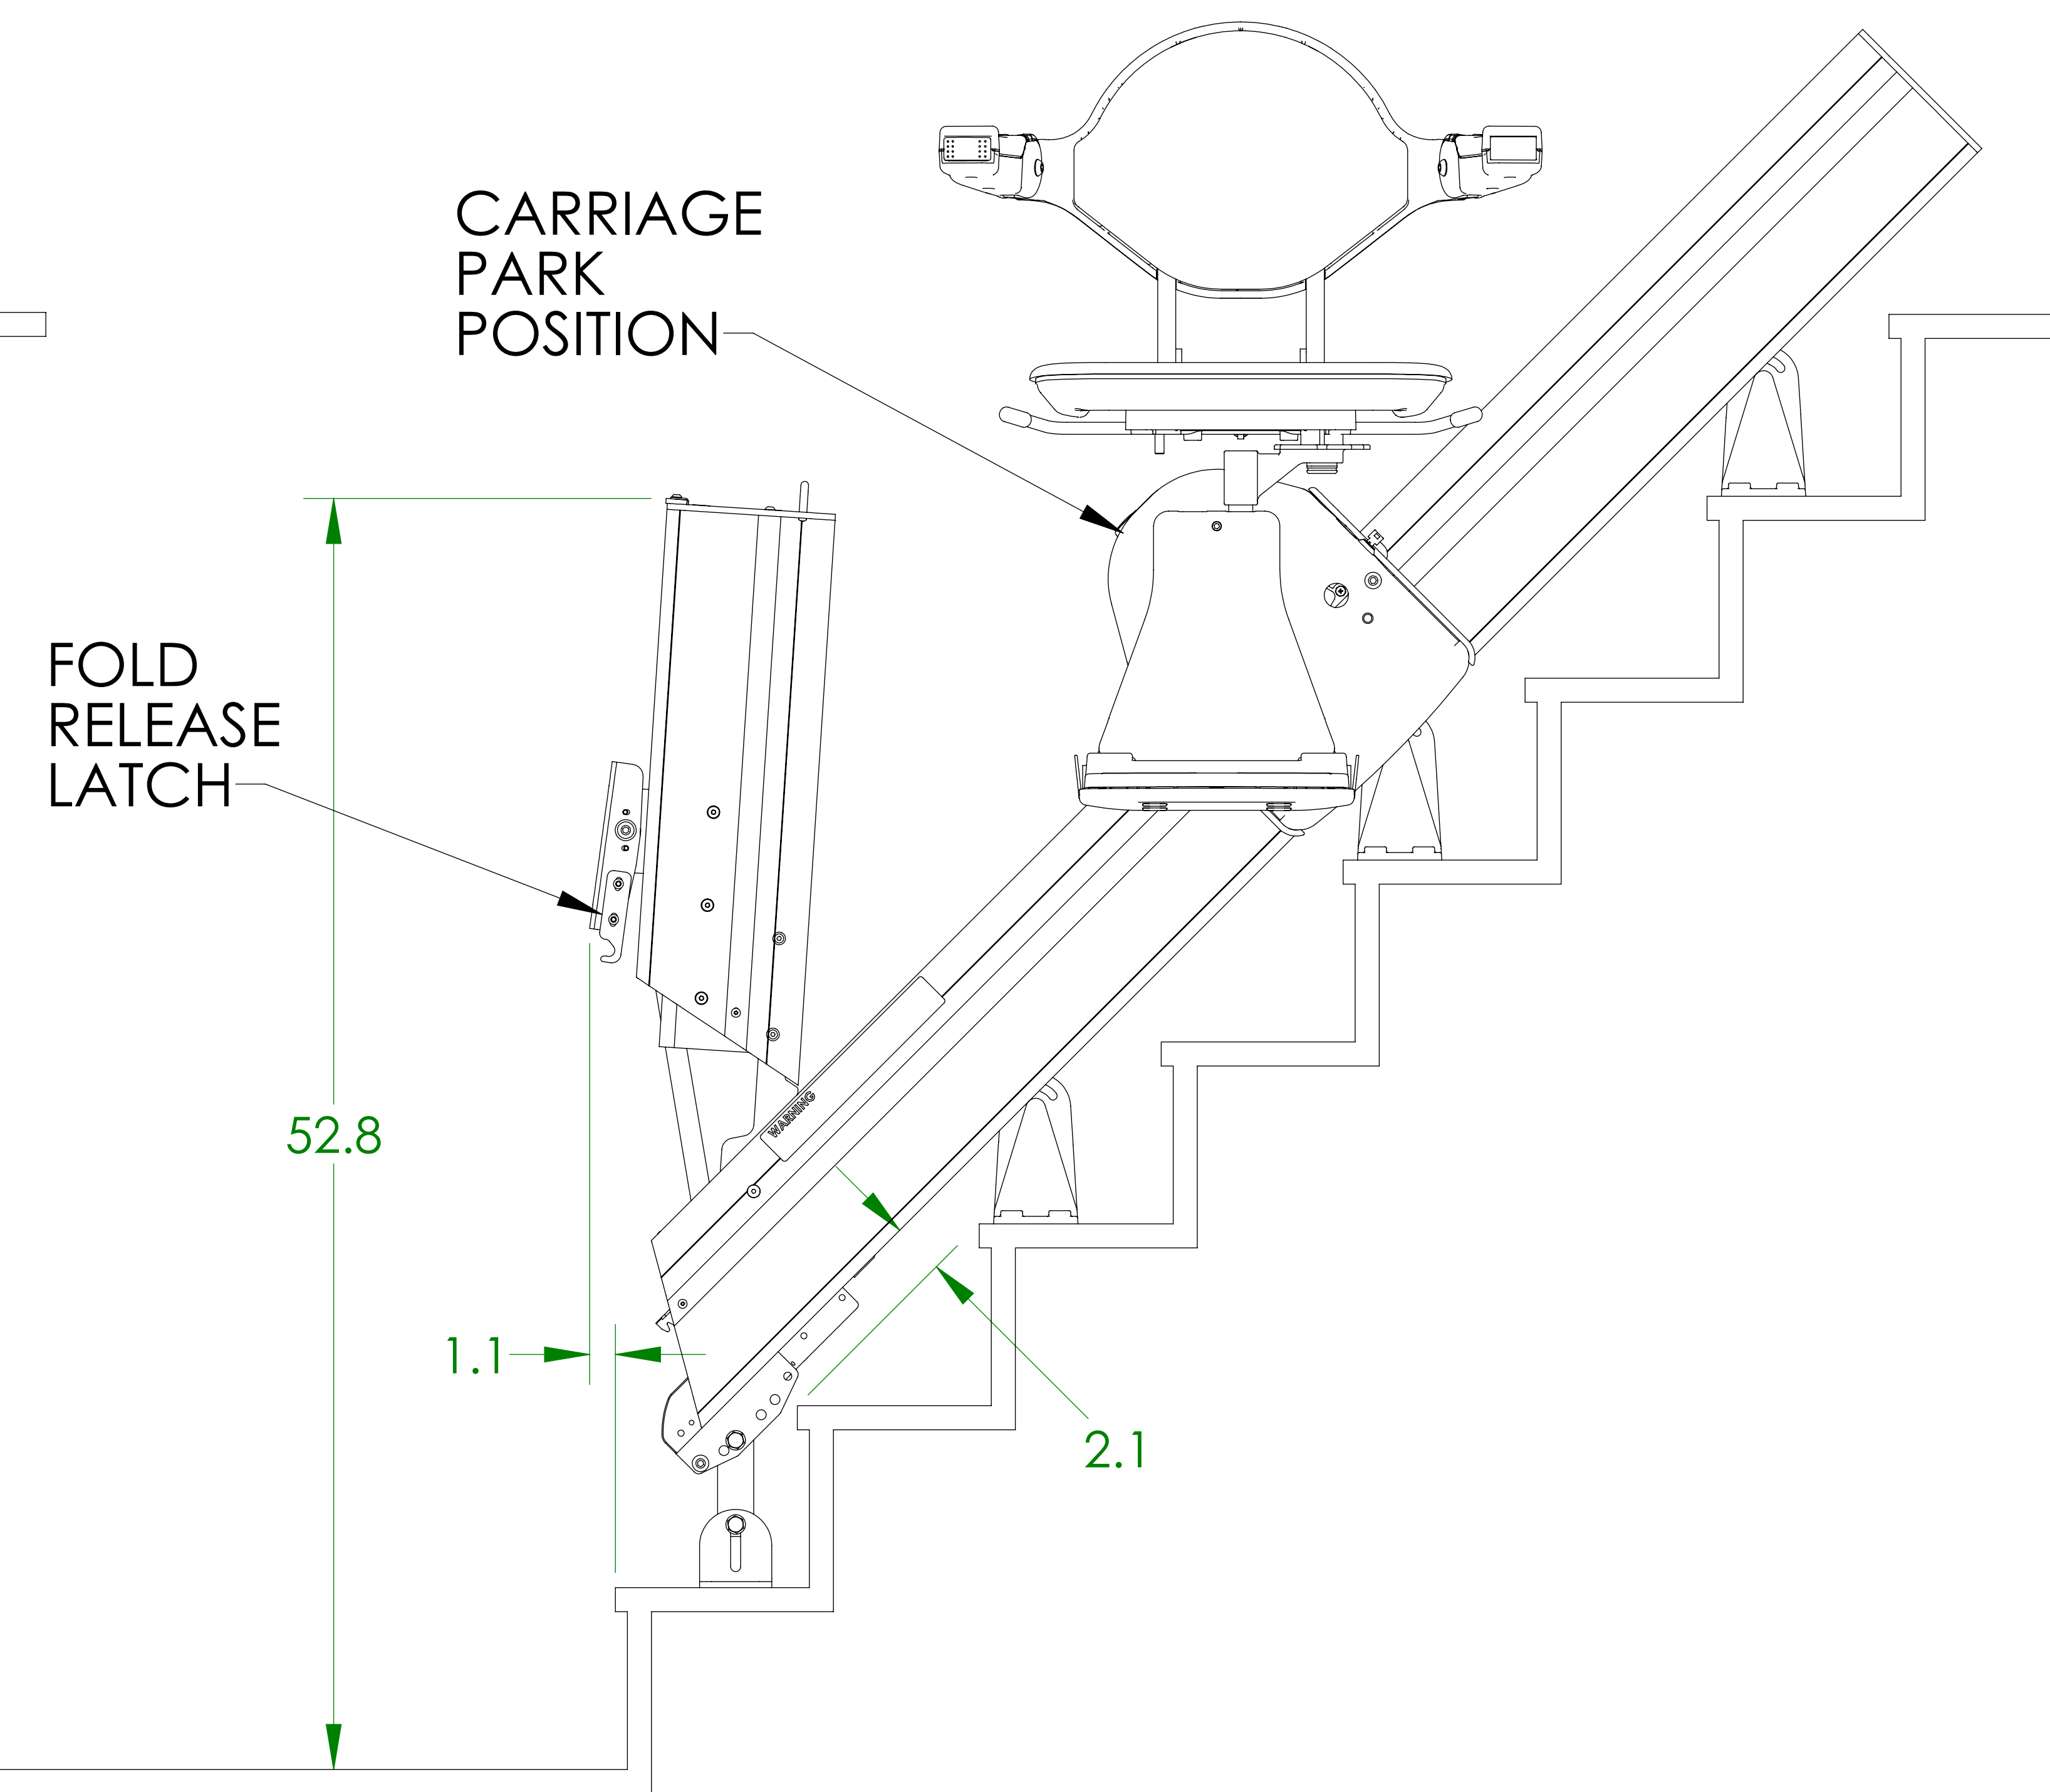 CARRIAGE
PARK
POSITION
FOLD
RELEASE
LATCH
WARNING
52.8
1.1
2.1